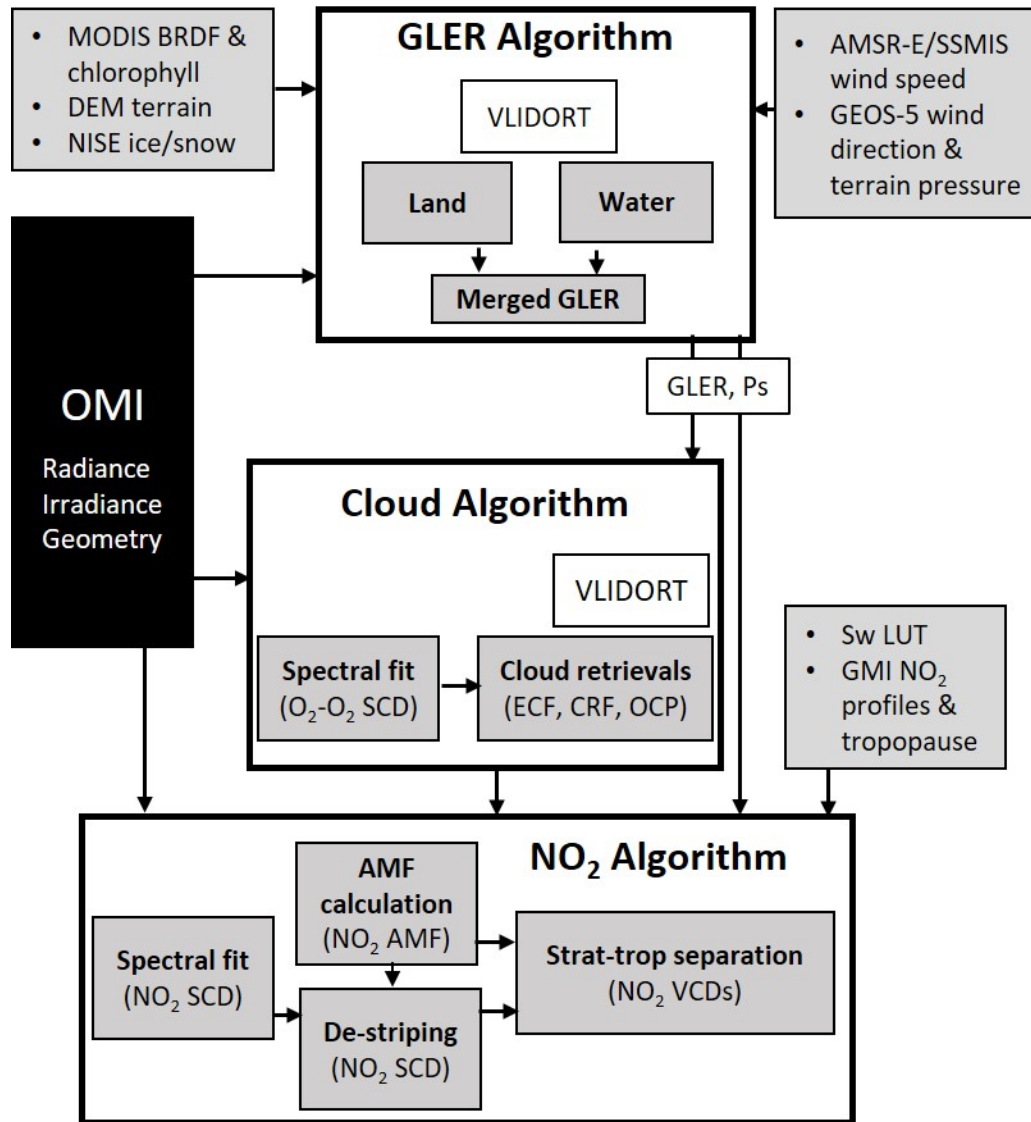 • MODIS BRDF &
chlorophyll
• DEM terrain
• NISE ice/snow
GLER Algorithm
VLIDORT
Land
Water
Merged GLER
• AMSR-E/SSMIS
wind speed
• GEOS-5 wind
direction &
terrain pressure
OMI
Radiance
Irradiance
Geometry
GLER, Ps
Cloud Algorithm
VLIDORT
Spectral fit
(O₂-O₂ SCD)
Cloud retrievals
(ECF, CRF, OCP)
• Sw LUT
• GMI NO₂
profiles &
tropopause
NO₂ Algorithm
AMF
calculation
(NO₂ AMF)
Spectral fit
(NO₂ SCD)
De-striping
(NO₂ SCD)
Strat-trop separation
(NO₂ VCDs)